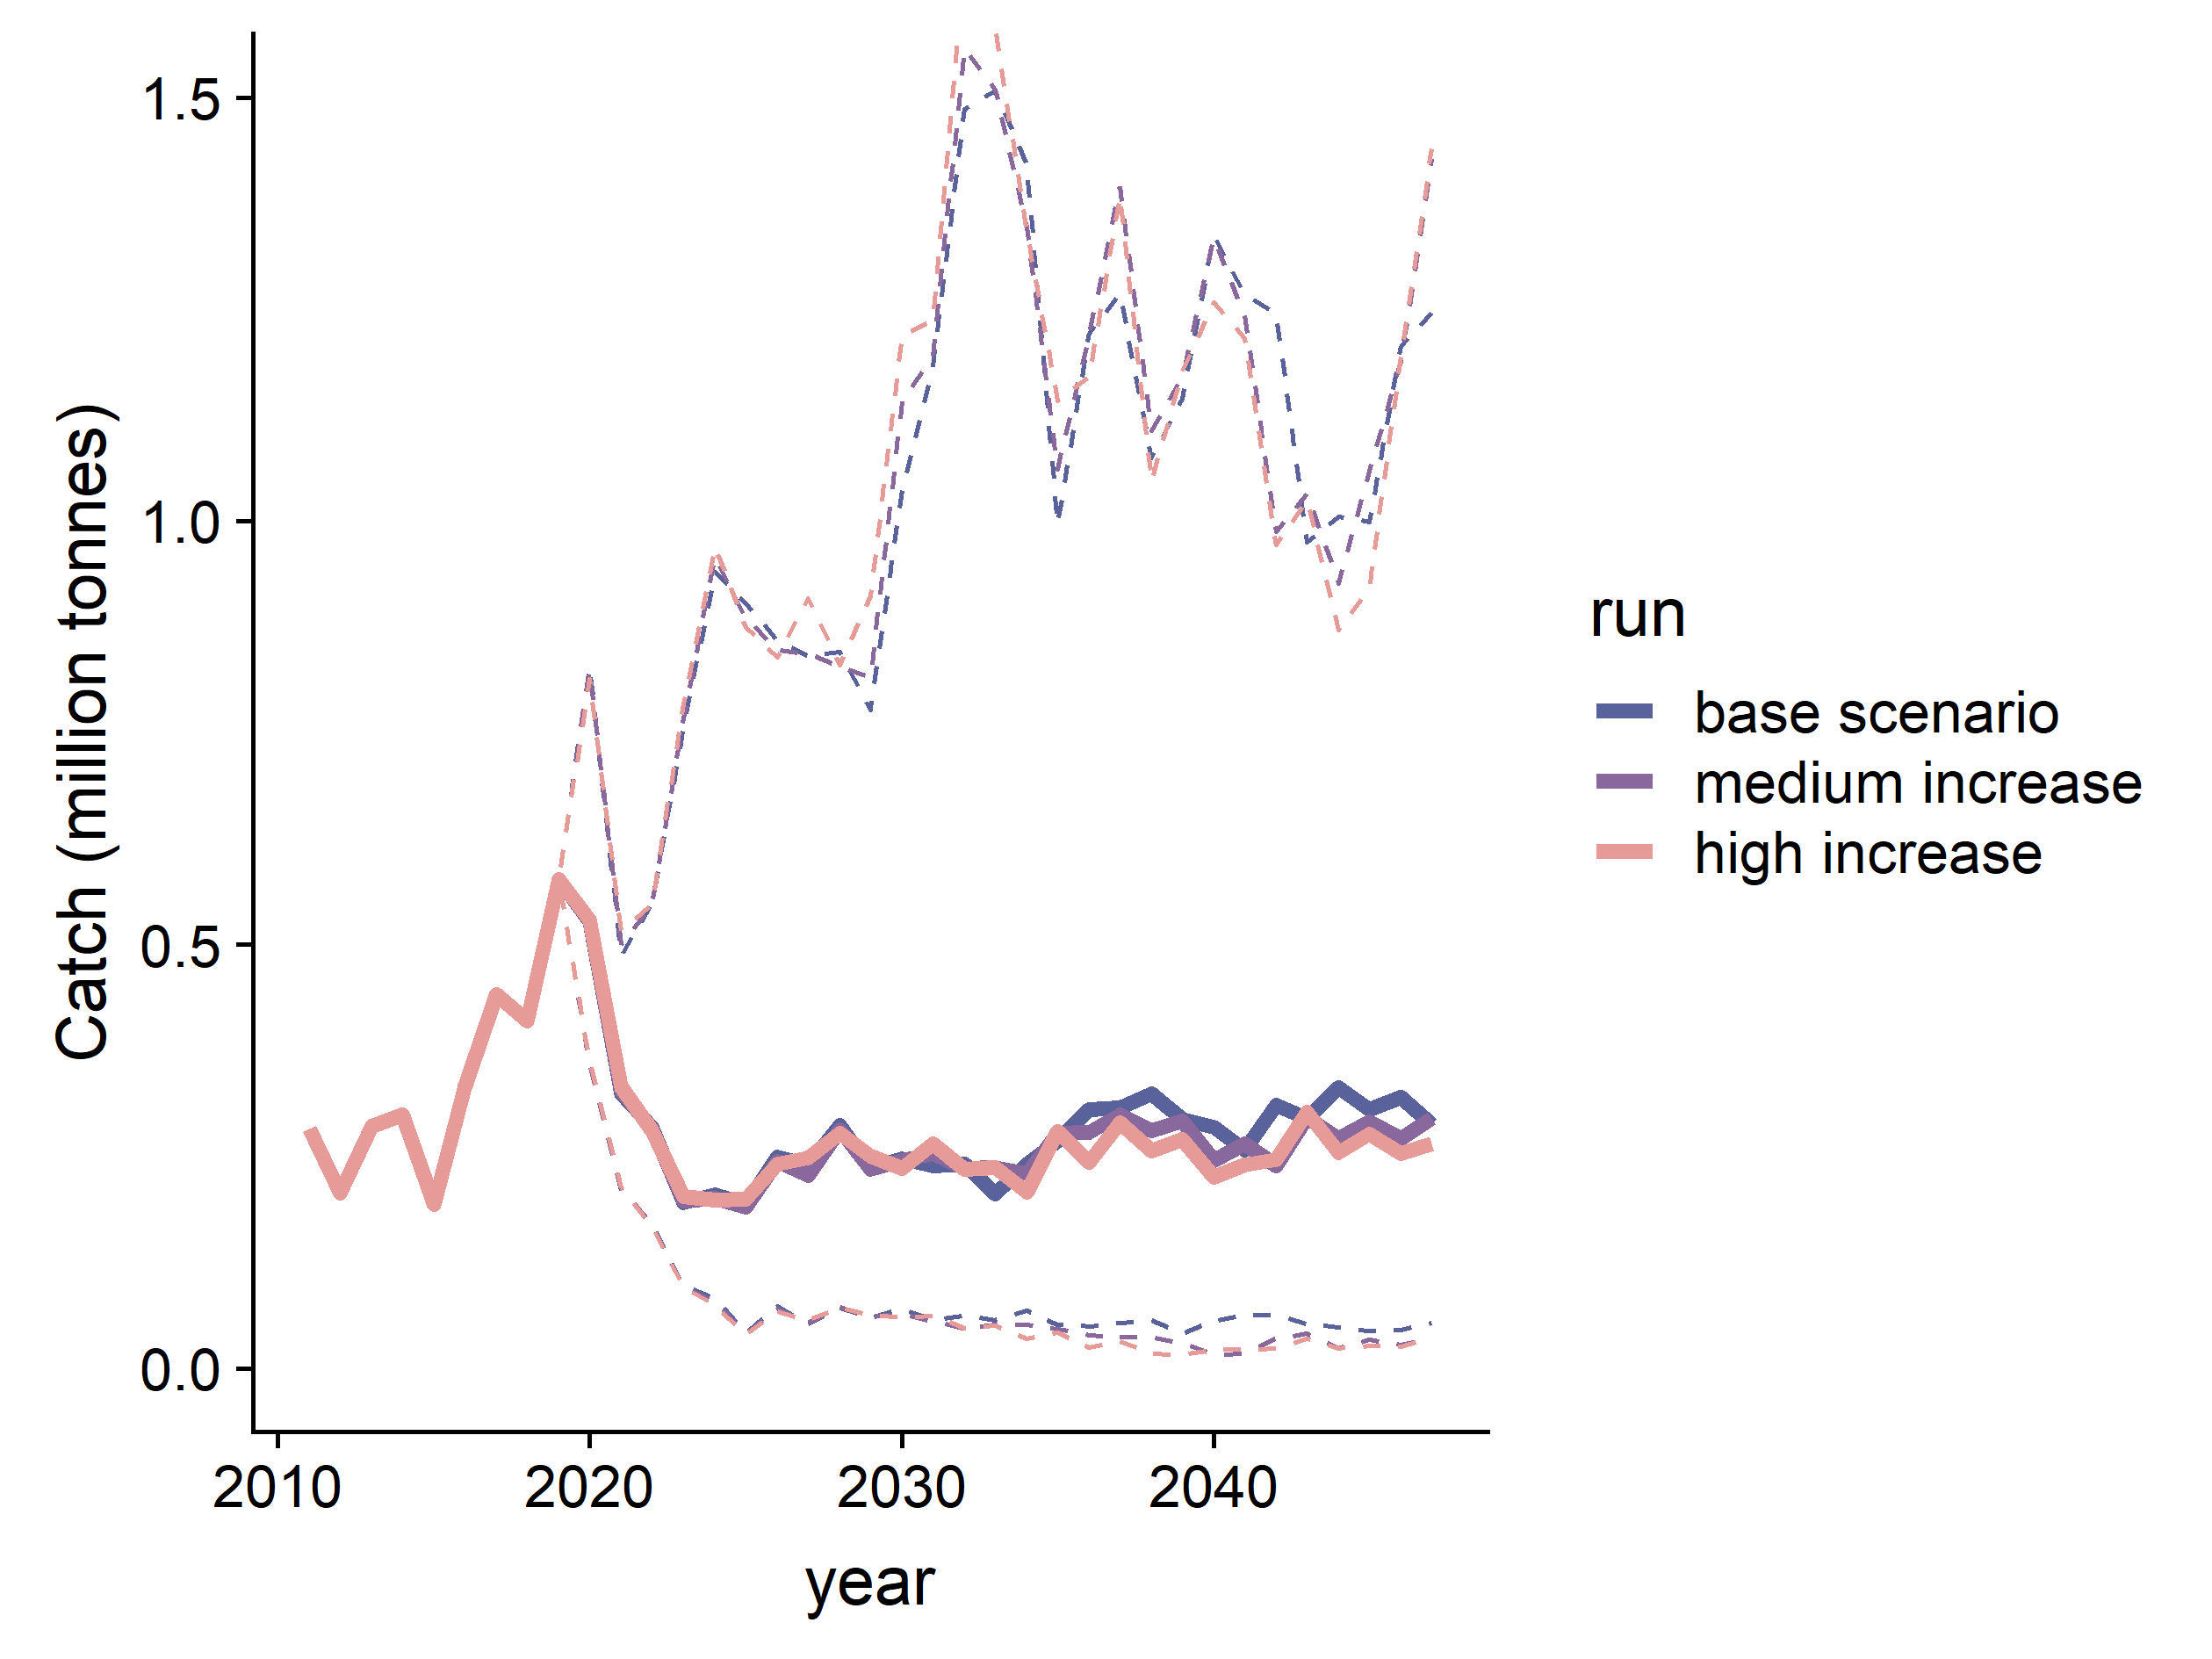 Catch (million tonnes)
1.5
1.0
0.5
0.0
2010 2020 2030 2040
year
run
base scenario
medium increase
high increase